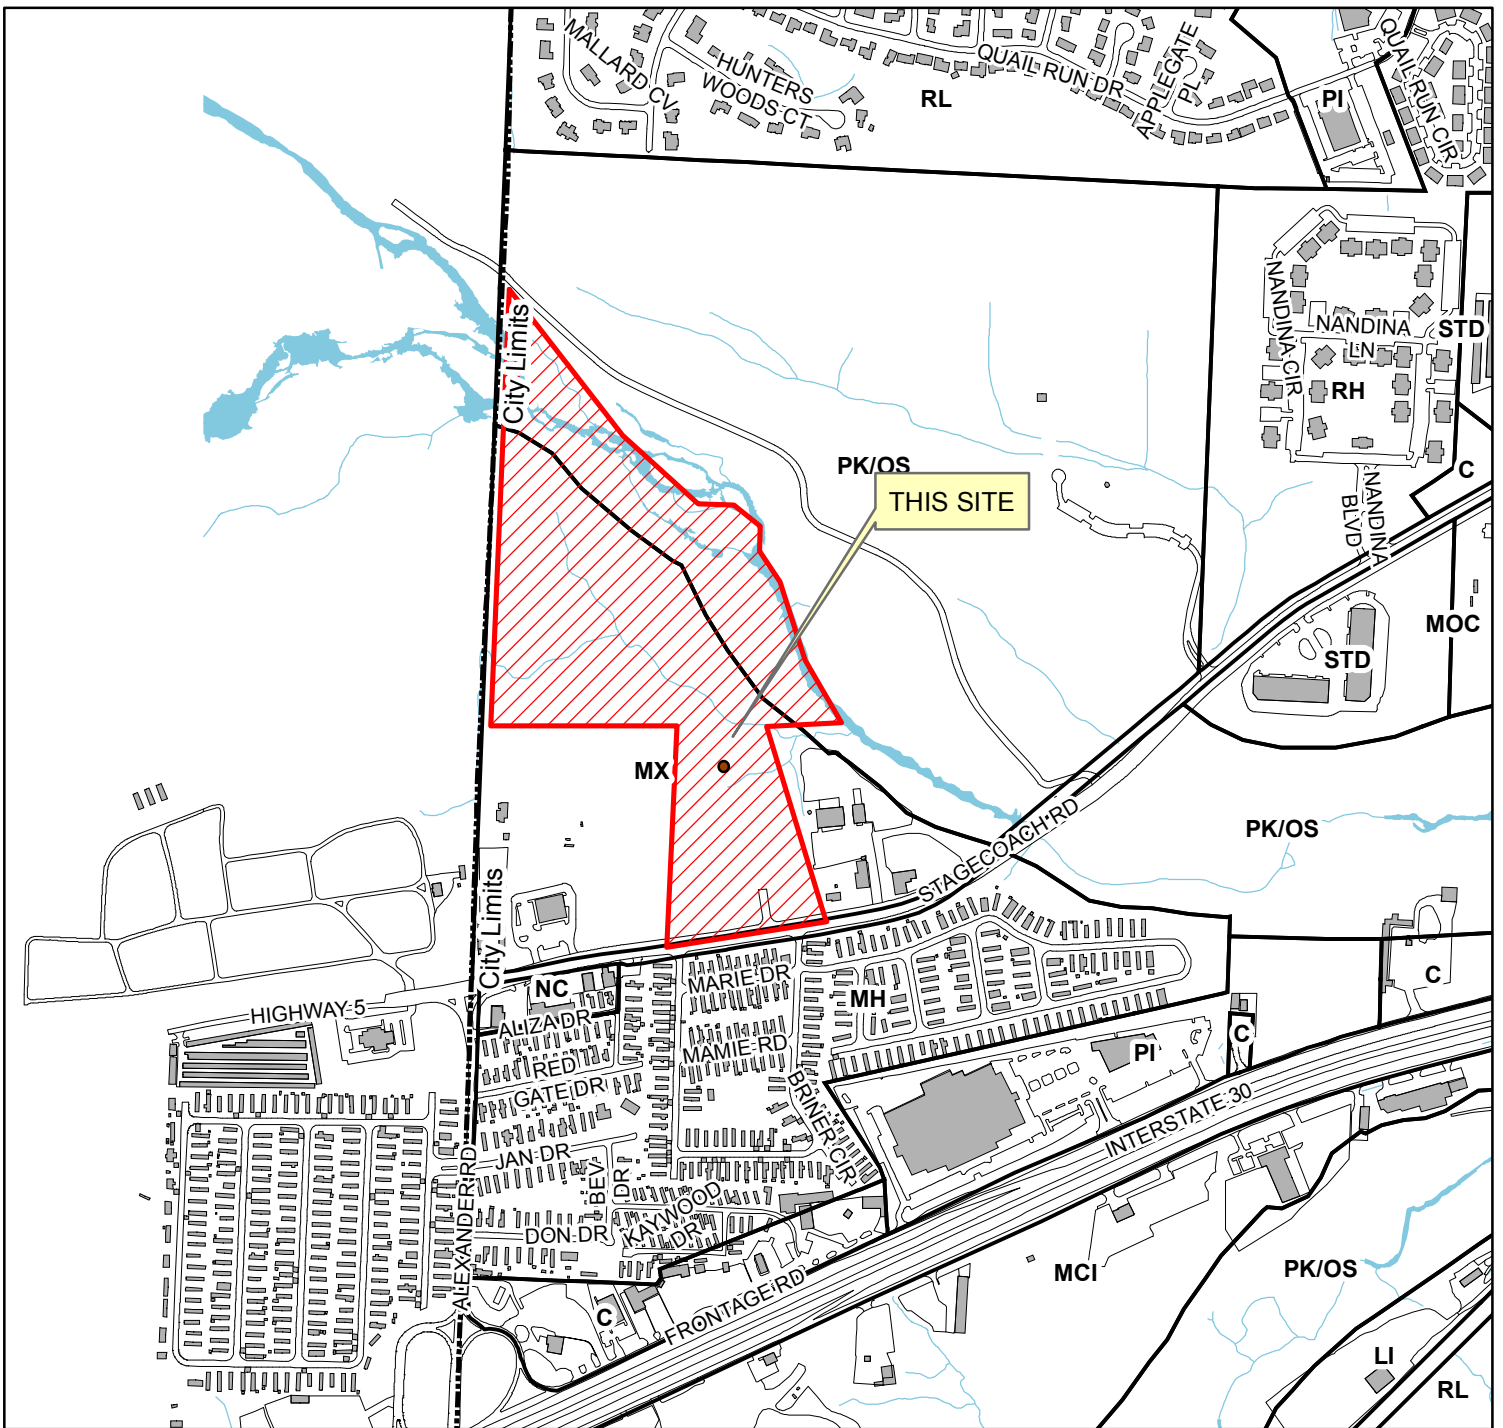 MALLARD CV
HUNTERS
WOODS CT
QUAIL RUN DR
APPLEGATE
PL
RL
PI
QUAIL RUN CIR
City Limits
NANDINA CIR
NANDINA
LN
STD
RH
PK/OS
THIS SITE
C
NANDINA
BLVD
MOC
STD
MX
STAGECOACH RD
PK/OS
City Limits
HIGHWAY 5
NC
ALIZA DR
MARIE DR
MH
C
RED
GATE DR
MAMIE RD
PI
C
BRINER CIR
INTERSTATE 30
JAN DR
BEV
DR
KAYWOOD
DR
DON DR
ALEXANDER RD
FRONTAGE RD
C
MCI
PK/OS
LI
RL